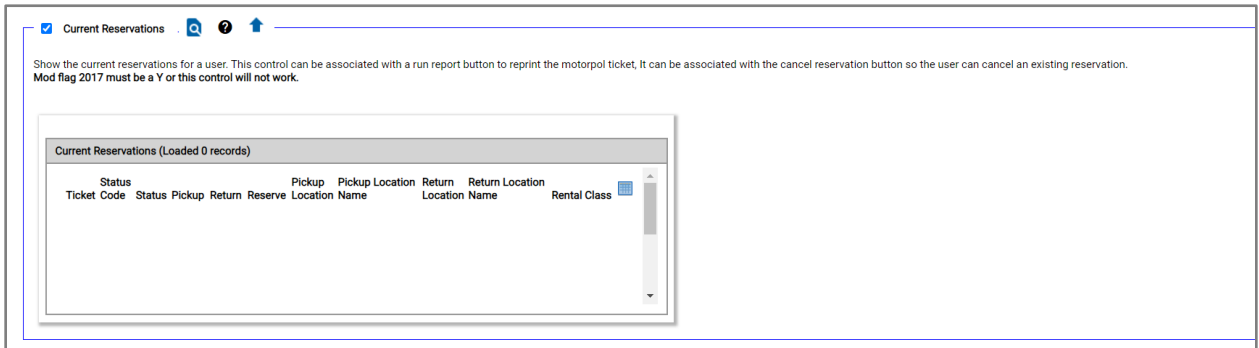 Current Reservations .
Show the current reservations for a user. This control can be associated with a run report button to reprint the motorpol ticket, It can be associated with the cancel reservation button so the user can cancel an existing reservation.
Mod flag 2017 must be a Y or this control will not work.
Current Reservations (Loaded 0 records)
Status Pickup Pickup Location Return Return Location
Ticket Code Status Pickup Return Reserve Location Name Location Name Rental Class